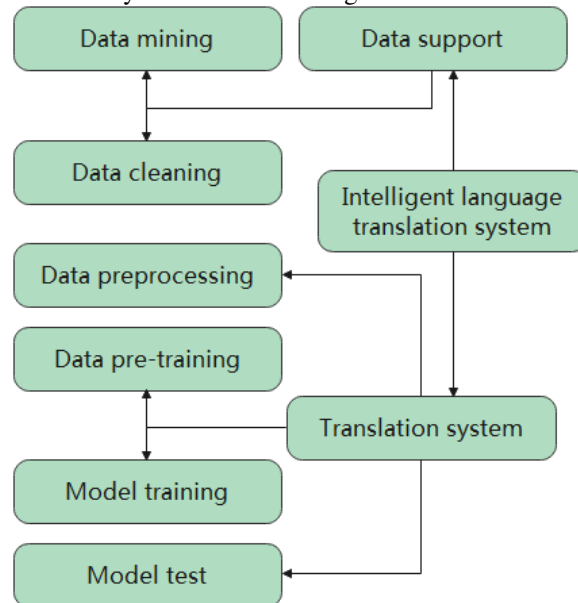 Data mining
Data support
Data cleaning
Intelligent language
translation system
Data preprocessing
Data pre-training
Translation system
Model training
Model test